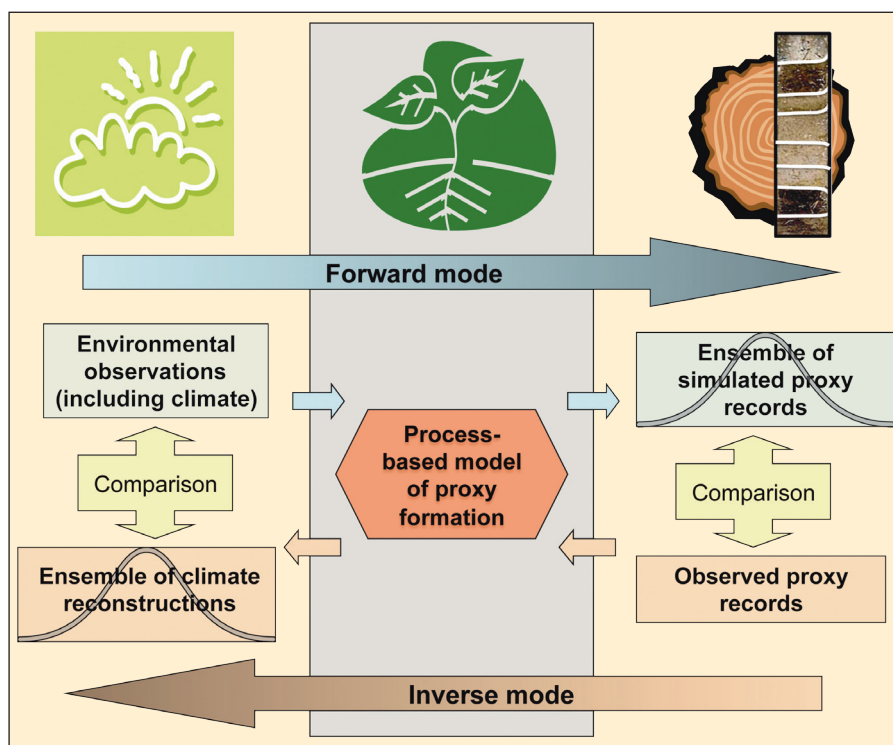 Forward mode
Environmental
observations
(including climate)
Ensemble of
simulated proxy
records
Process-
based model
of proxy
formation
Comparison
Comparison
Ensemble of climate
reconstructions
Observed proxy
records
Inverse mode